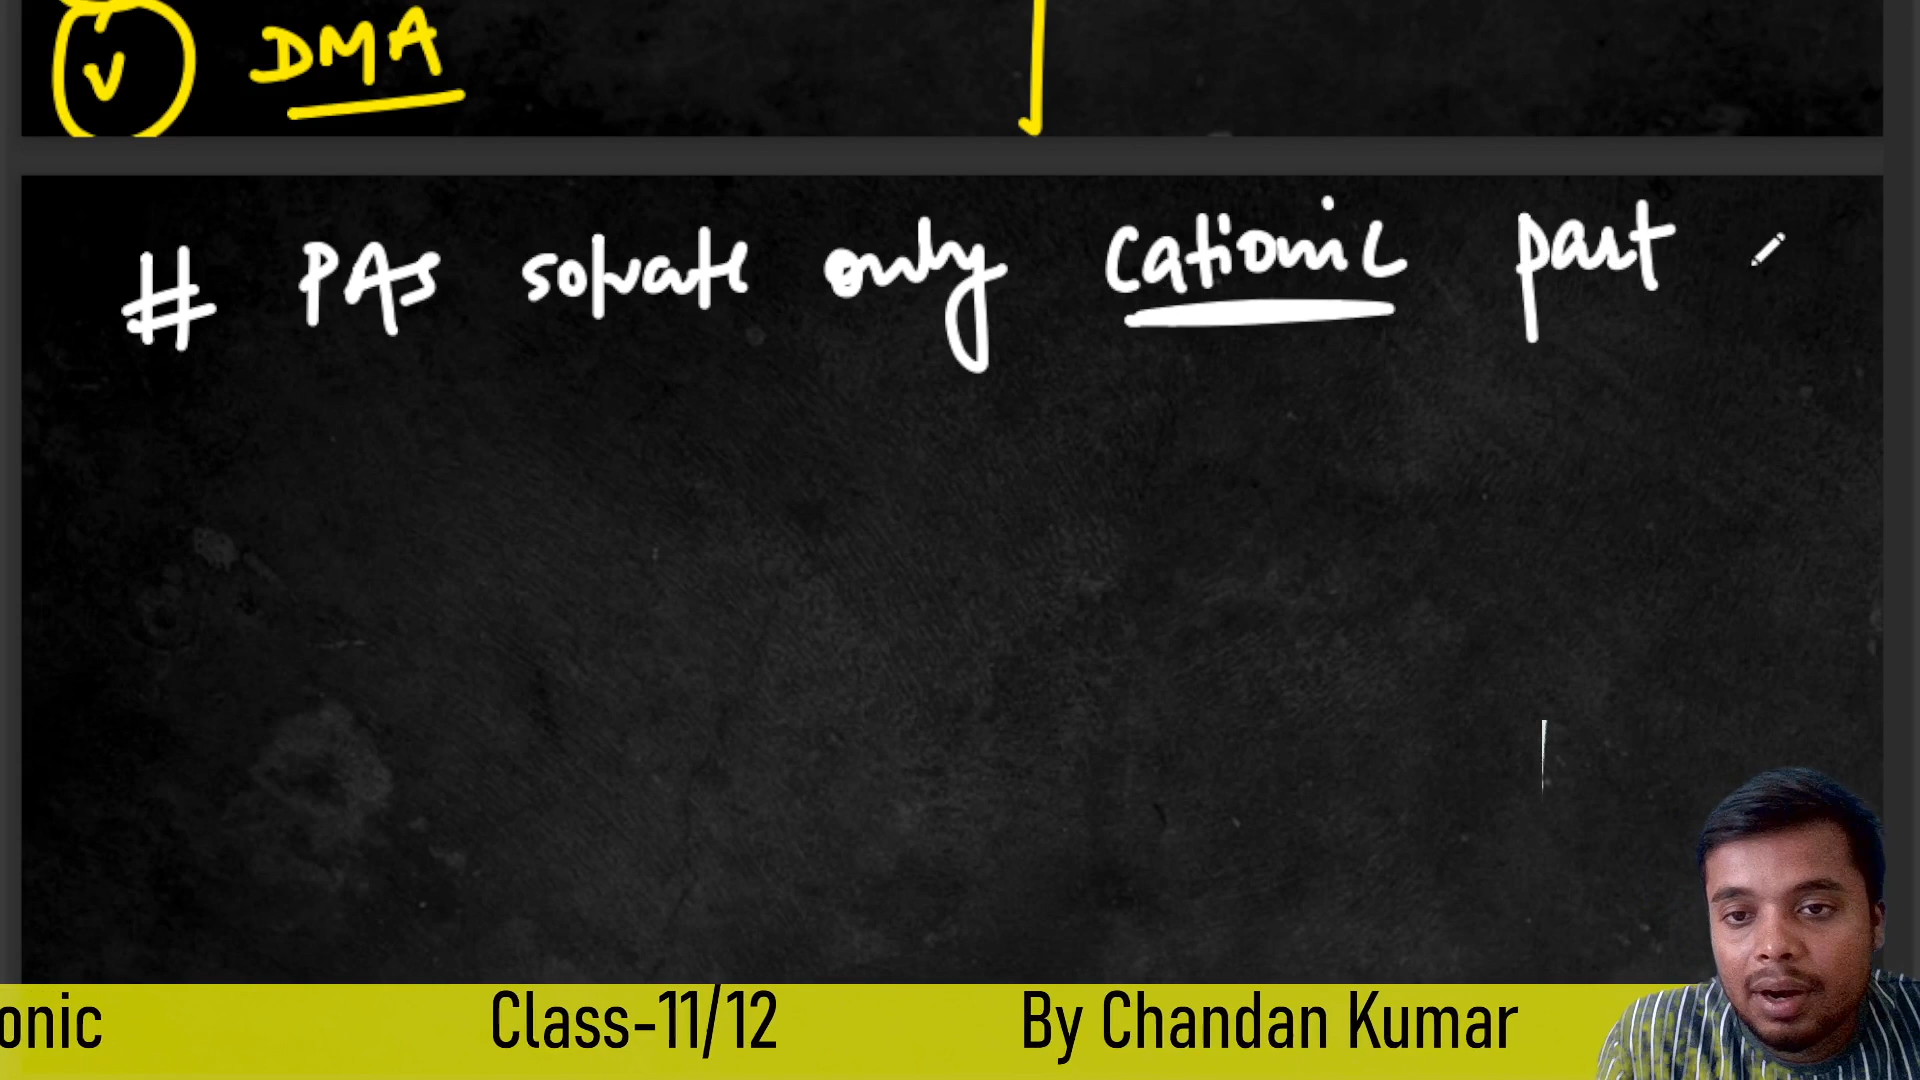 v DMA
# PAs solvate only cationic part
onic Class-11/12 By Chandan Kumar